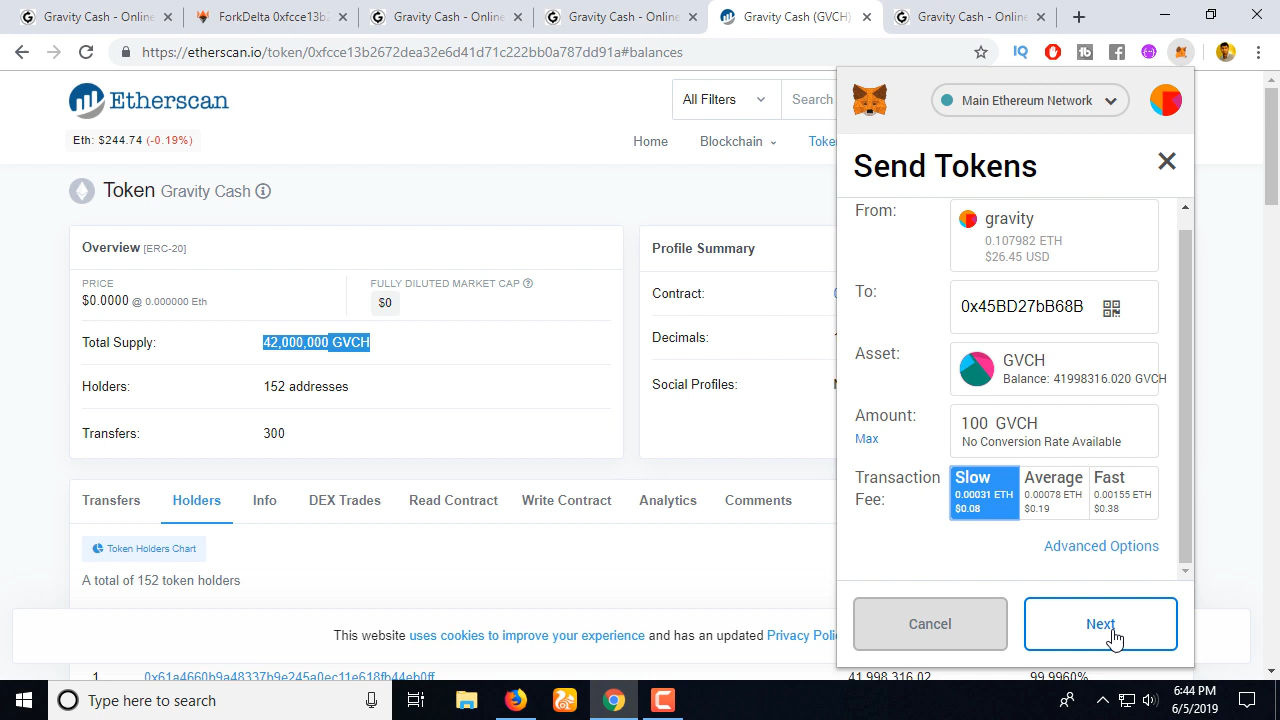 Gravity Cash - Online
ForkDelta 0xfcce13b2
Gravity Cash - Online
Gravity Cash - Online
Gravity Cash (GVCH)
Gravity Cash - Online
https://etherscan.io/token/0xfcce13b2672dea32e6d41d71c222bb0a787dd91a#balances
IQ
tb
Etherscan
Eth: $244.74 (-0.19%)
All Filters
Search
Home
Blockchain
Toke
Token Gravity Cash
Overview [ERC-20]
PRICE
$0.0000 @ 0.000000 Eth
FULLY DILUTED MARKET CAP
$0
Total Supply:
42,000,000 GVCH
Holders:
152 addresses
Transfers:
300
Profile Summary
Contract:
Decimals:
Social Profiles:
Transfers
Holders
Info
DEX Trades
Read Contract
Write Contract
Analytics
Comments
Token Holders Chart
A total of 152 token holders
This website uses cookies to improve your experience and has an updated Privacy Poli
1
0x61a4660b9a48337b9e245a0ec11e618fb44eb0ff
41,998,316.02
99.9960%
Main Ethereum Network
Send Tokens
From:
gravity
0.107982 ETH
$26.45 USD
To:
0x45BD27bB68B
Asset:
GVCH
Balance: 41998316.020 GVCH
Amount:
Max
100 GVCH
No Conversion Rate Available
Transaction
Fee:
Slow
0.00031 ETH
$0.08
Average
0.00078 ETH
$0.19
Fast
0.00155 ETH
$0.38
Advanced Options
Cancel
Next
Type here to search
6:44 PM
6/5/2019